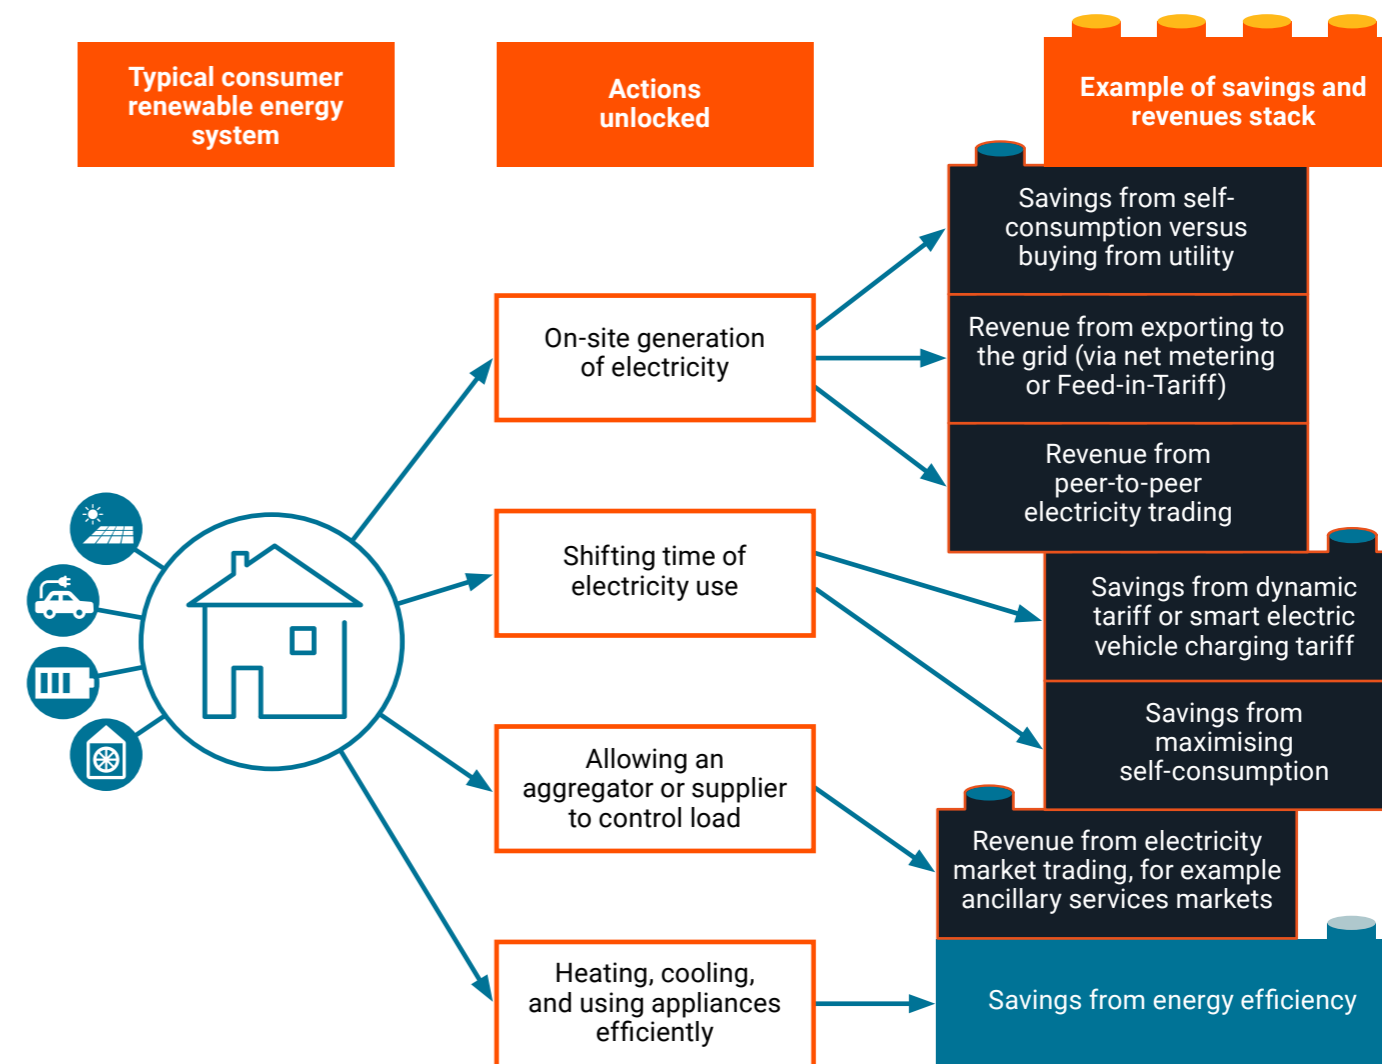 Typical consumer
renewable energy
system
Actions
unlocked
Example of savings and
revenues stack
On-site generation
of electricity
Shifting time of
electricity use
Allowing an
aggregator or supplier
to control load
Heating, cooling,
and using appliances
efficiently
Savings from self-
consumption versus
buying from utility
Revenue from exporting to
the grid (via net metering
or Feed-in-Tariff)
Revenue from
peer-to-peer
electricity trading
Savings from dynamic
tariff or smart electric
vehicle charging tariff
Savings from
maximising
self-consumption
Revenue from electricity
market trading, for example
ancillary services markets
Savings from energy efficiency